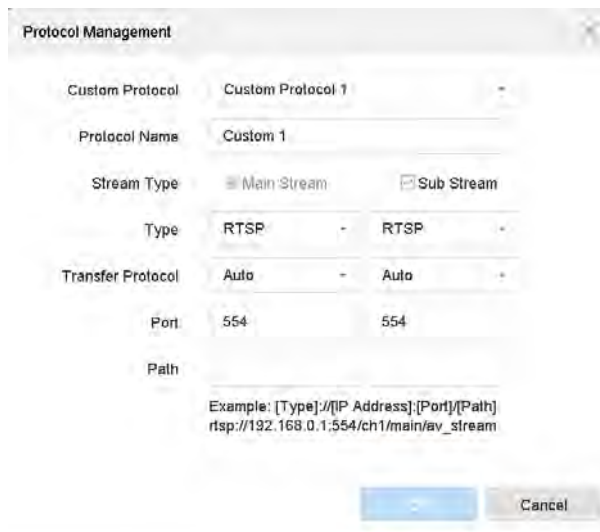 Protocol Management
Custom Protocol Custom Protocol 1
Protocol Name Custom 1
Stream Type Main Stream Sub Stream
Type RTSP RTSP
Transfer Protocol Auto Auto
Port 554 554
Path
Example: [Type]://[IP Address]:[Port]/[Path]
rtsp://192.168.0.1:554/ch1/main/av_stream
Cancel